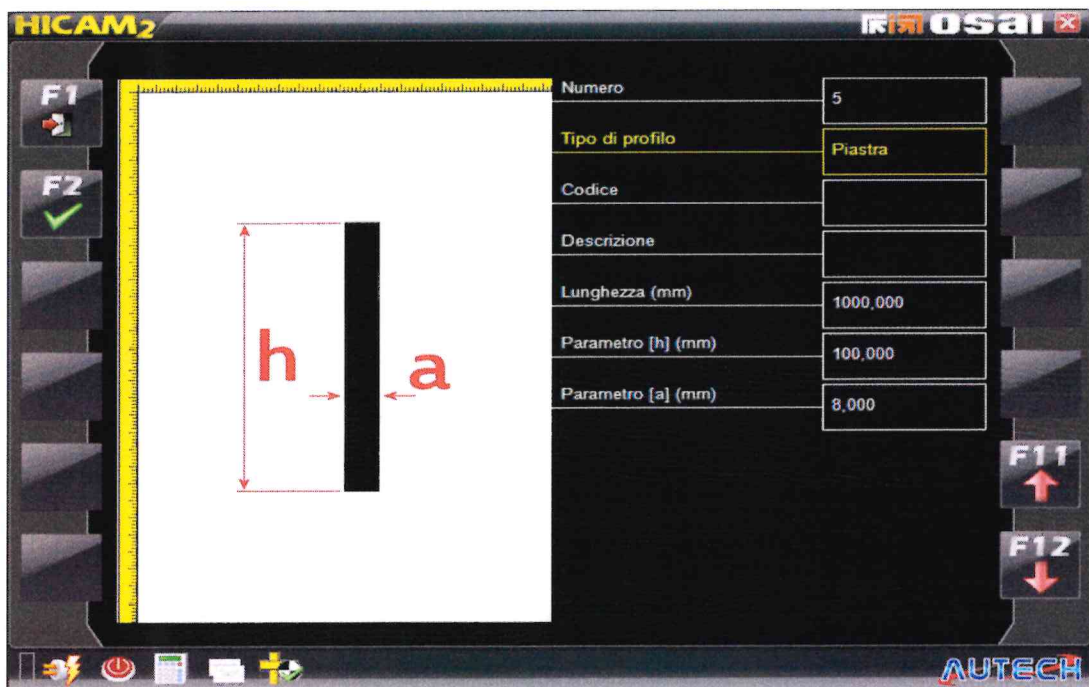 HICAM2
osai
F1
F2
h
a
Numero
5
Tipo di profilo
Piastra
Codice
Descrizione
Lunghezza (mm)
1000,000
Parametro [h] (mm)
100,000
Parametro [a] (mm)
8,000
F11
F12
AUTECH